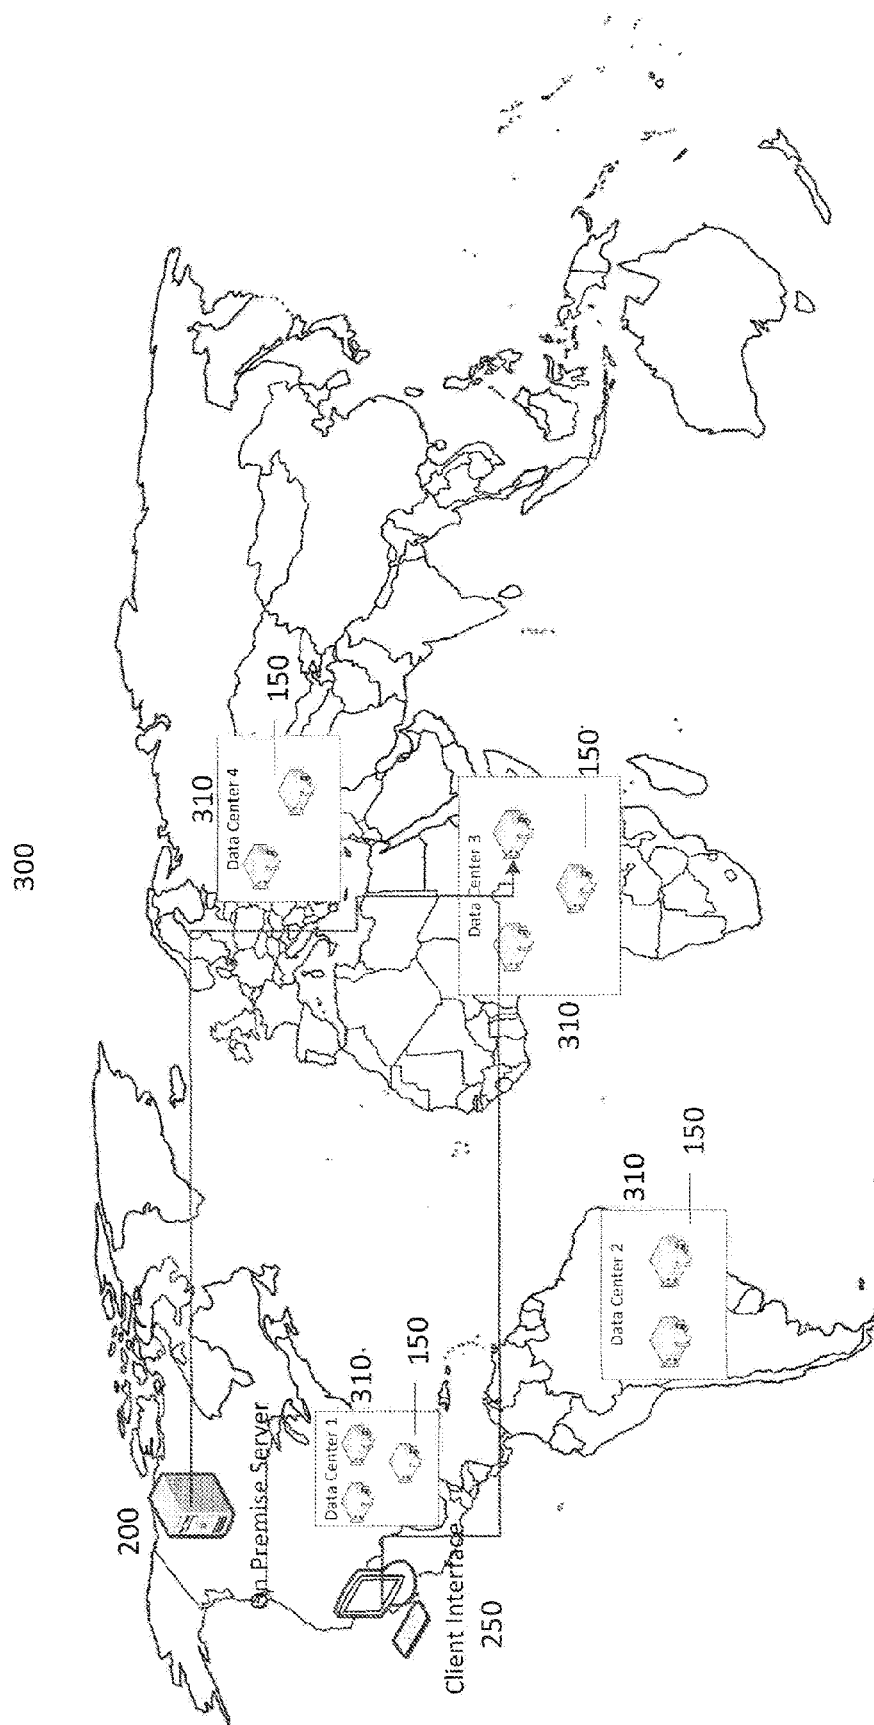 300
200
310
Data Center 4
On Premise Server
150
Data Center 1
310
150
Client Interface
Data Center 3
250
310
150
Data Center 2
310
150